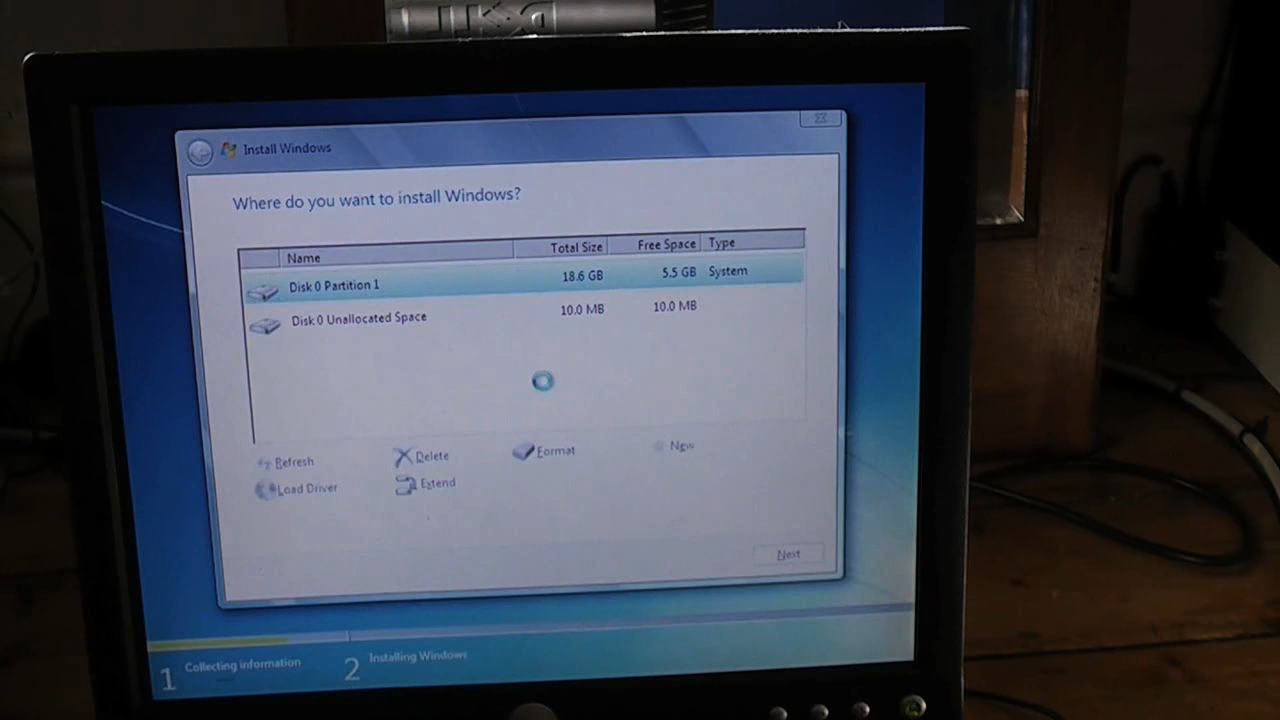 Install Windows
Where do you want to install Windows?
Name Total Size Free Space Type
Disk 0 Partition 1 18.6 GB 5.5 GB System
Disk 0 Unallocated Space 10.0 MB 10.0 MB
Refresh Delete Format New
Load Driver Extend
Next
1 Collecting information 2 Installing Windows